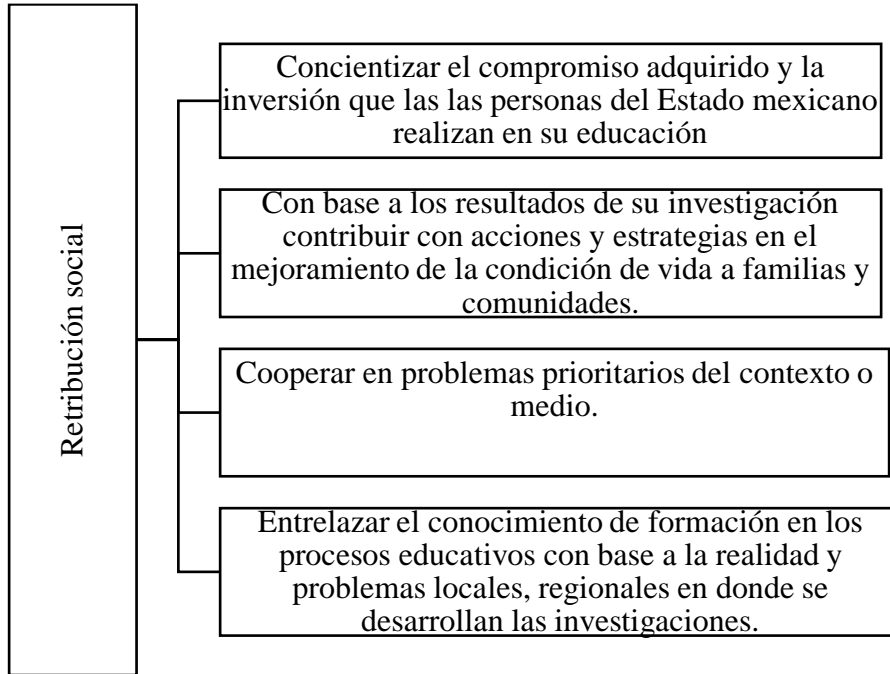 Retribución social
Concientizar el compromiso adquirido y la
inversión que las las personas del Estado mexicano
realizan en su educación
Con base a los resultados de su investigación
contribuir con acciones y estrategias en el
mejoramiento de la condición de vida a familias y
comunidades.
Cooperar en problemas prioritarios del contexto o
medio.
Entrelazar el conocimiento de formación en los
procesos educativos con base a la realidad y
problemas locales, regionales en donde se
desarrollan las investigaciones.